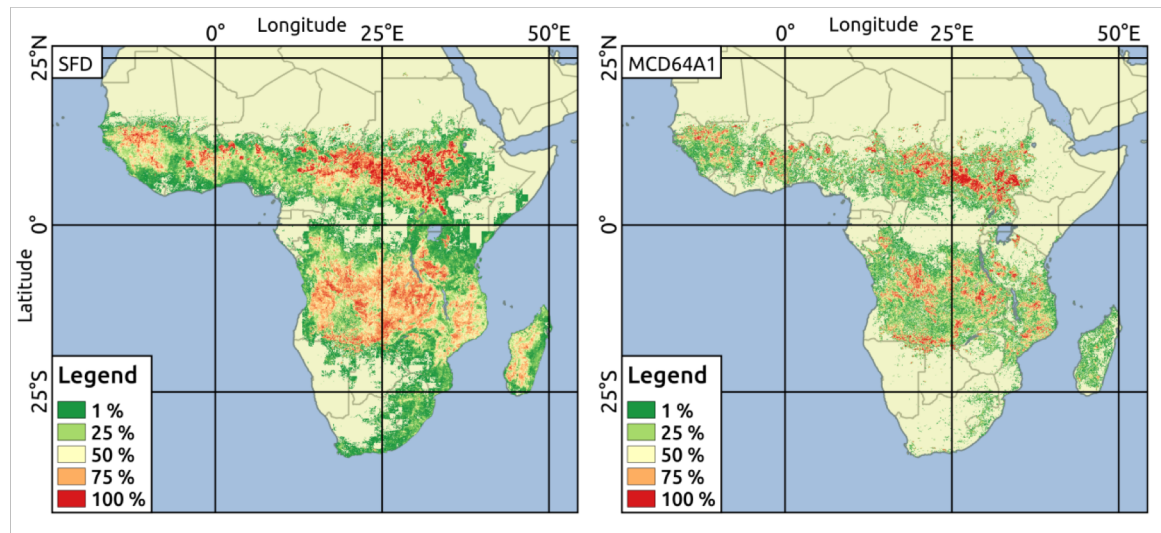 Longitude
0° 25°E 50°E
25°N
SFD
0°
Latitude
25°S
Legend
1 %
25 %
50 %
75 %
100 %
Longitude
0° 25°E 50°E
25°N
MCD64A1
0°
25°S
Legend
1 %
25 %
50 %
75 %
100 %